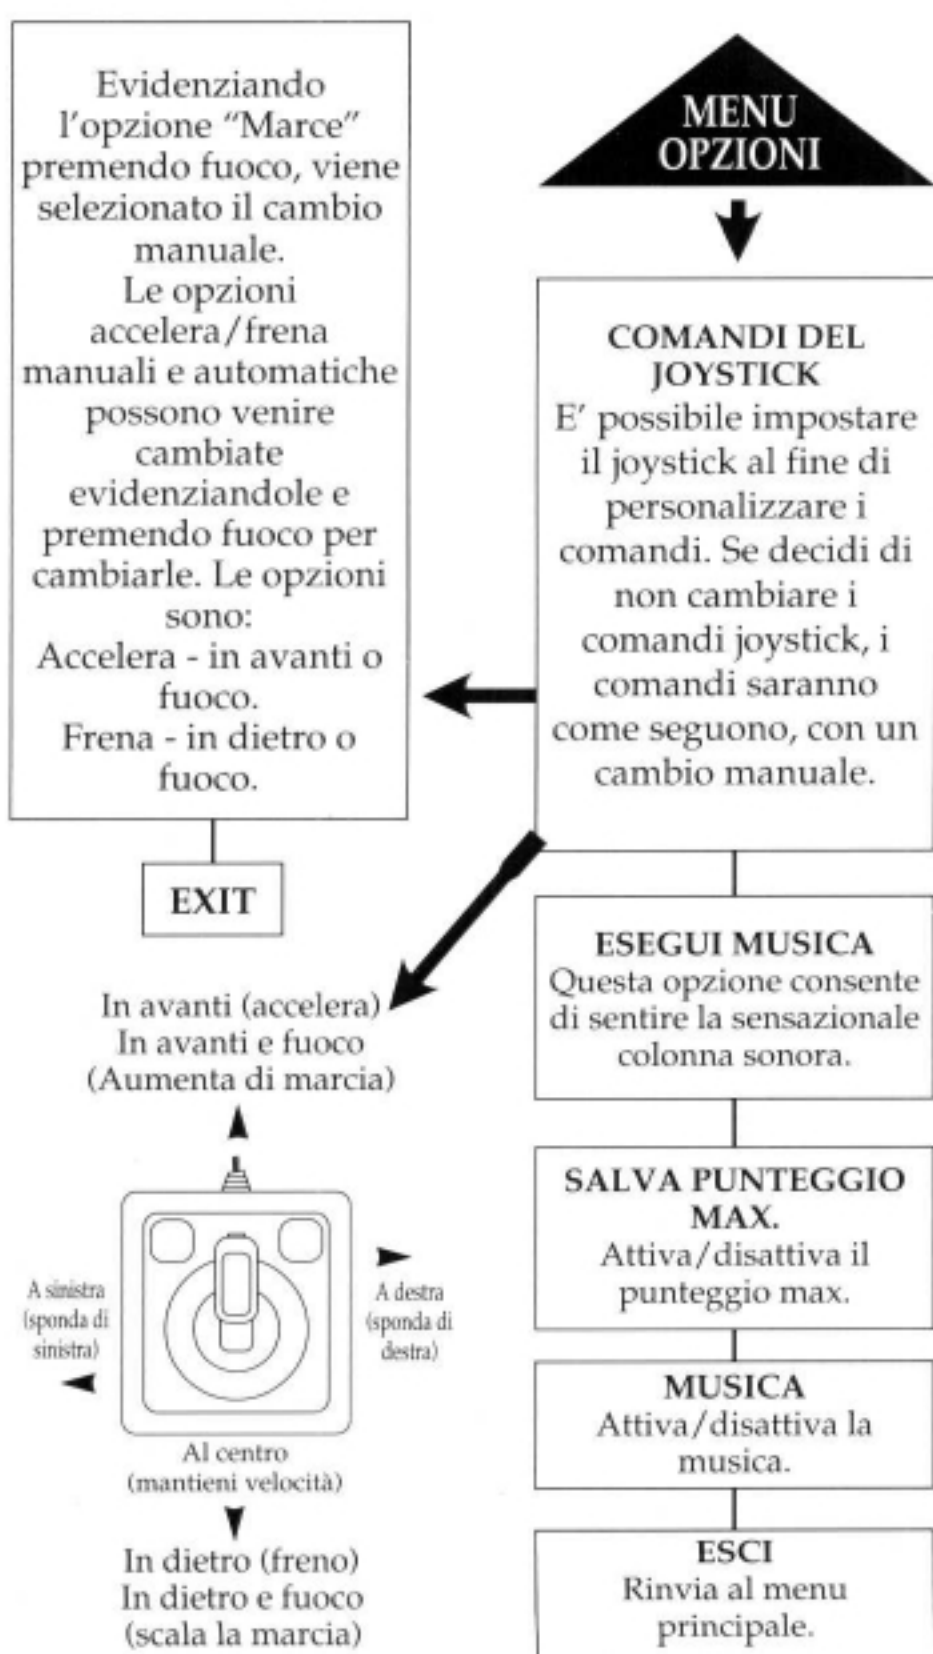 Evidenziando
l'opzione “Marce”
premendo fuoco, viene
selezionato il cambio
manuale.
Le opzioni
accelera/frena
manuali e automatiche
possono venire
cambiate
evidenziandole e
premendo fuoco per
cambiarle. Le opzioni
sono:
Accelera - in avanti o
fuoco.
Frena - in dietro o
fuoco.
EXIT
MENU
OPZIONI
COMANDI DEL
JOYSTICK
E' possibile impostare
il joystick al fine di
personalizzare i
comandi. Se decidi di
non cambiare i
comandi joystick, i
comandi saranno
come seguono, con un
cambio manuale.
In avanti (accelera)
In avanti e fuoco
(Aumenta di marcia)
A sinistra
(sponda di
sinistra)
A destra
(sponda di
destra)
Al centro
(mantieni velocità)
In dietro (freno)
In dietro e fuoco
(scala la marcia)
ESEGUI MUSICA
Questa opzione consente
di sentire la sensazionale
colonna sonora.
SALVA PUNTEGGIO
MAX.
Attiva/disattiva il
punteggio max.
MUSICA
Attiva/disattiva la
musica.
ESCI
Rinvia al menu
principale.